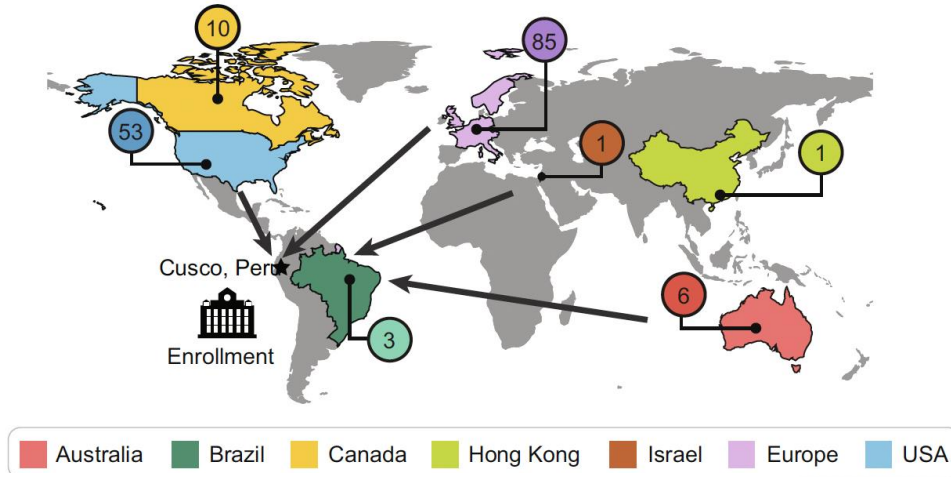 10
85
53
1
1
Cusco, Peru
6
Enrollment
3
Australia
Brazil
Canada
Hong Kong
Israel
Europe
USA